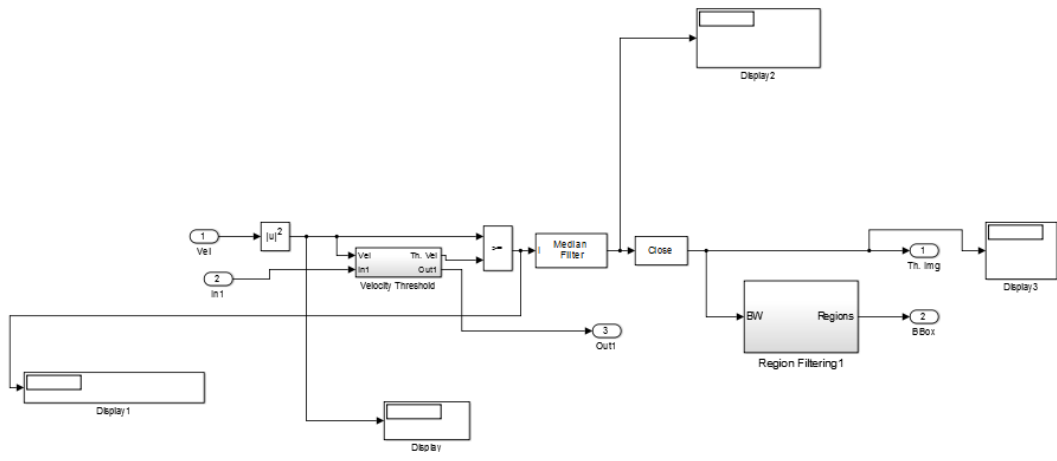 Display2
1
Vel
|u|²
2
In1
Vel
In1
Th. Vel
Out1
Velocity Threshold
>=
I
Median
Filter
Close
1
Th. Img
Display3
3
Out1
BW
Regions
Region Filtering1
2
BBox
Display1
Display